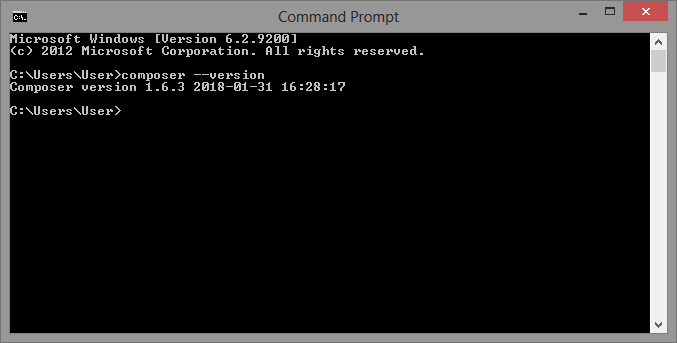 Command Prompt
Microsoft Windows [Version 6.2.9200]
(c) 2012 Microsoft Corporation. All rights reserved.
C:\Users\User>composer --version
Composer version 1.6.3 2018-01-31 16:28:17
C:\Users\User>